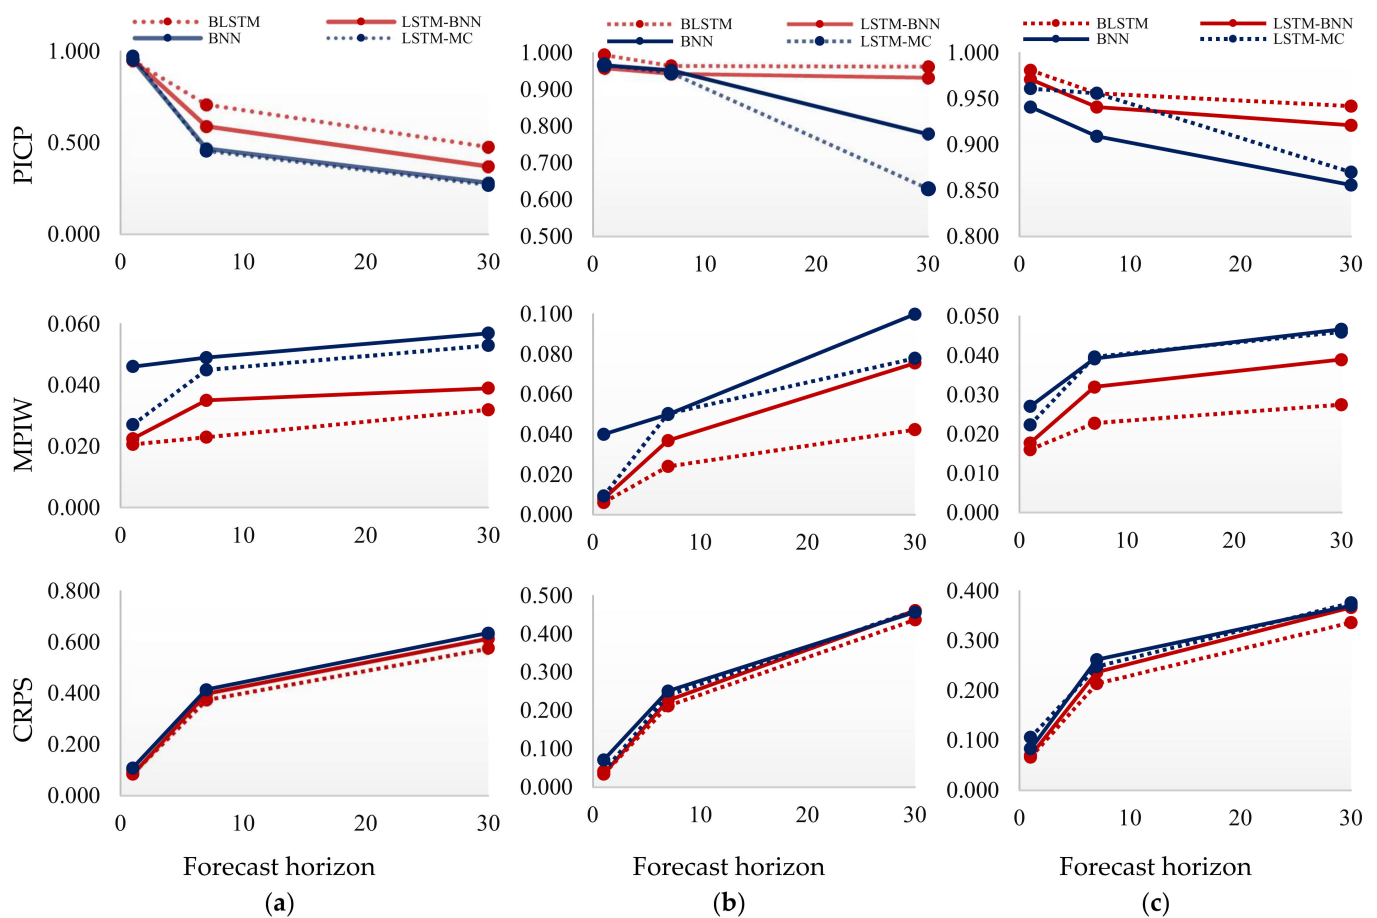 BLSTM LSTM-BNN
BNN LSTM-MC
BLSTM LSTM-BNN
BNN LSTM-MC
BLSTM LSTM-BNN
BNN LSTM-MC
PICP
1.000
0.500
0.000
0 10 20 30
1.000
0.900
0.800
0.700
0.600
0.500
0 10 20 30
1.000
0.950
0.900
0.850
0.800
0 10 20 30
MPIW
0.060
0.040
0.020
0.000
0 10 20 30
0.100
0.080
0.060
0.040
0.020
0.000
0 10 20 30
0.050
0.040
0.030
0.020
0.010
0.000
0 10 20 30
CRPS
0.800
0.600
0.400
0.200
0.000
0 10 20 30
0.500
0.400
0.300
0.200
0.100
0.000
0 10 20 30
0.400
0.300
0.200
0.100
0.000
0 10 20 30
Forecast horizon Forecast horizon Forecast horizon
(a) (b) (c)